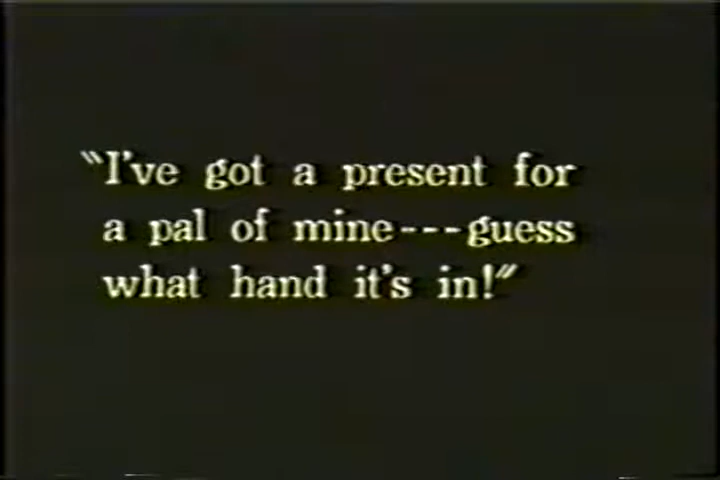 "I've got a present for
a pal of mine---guess
what hand it's in!"